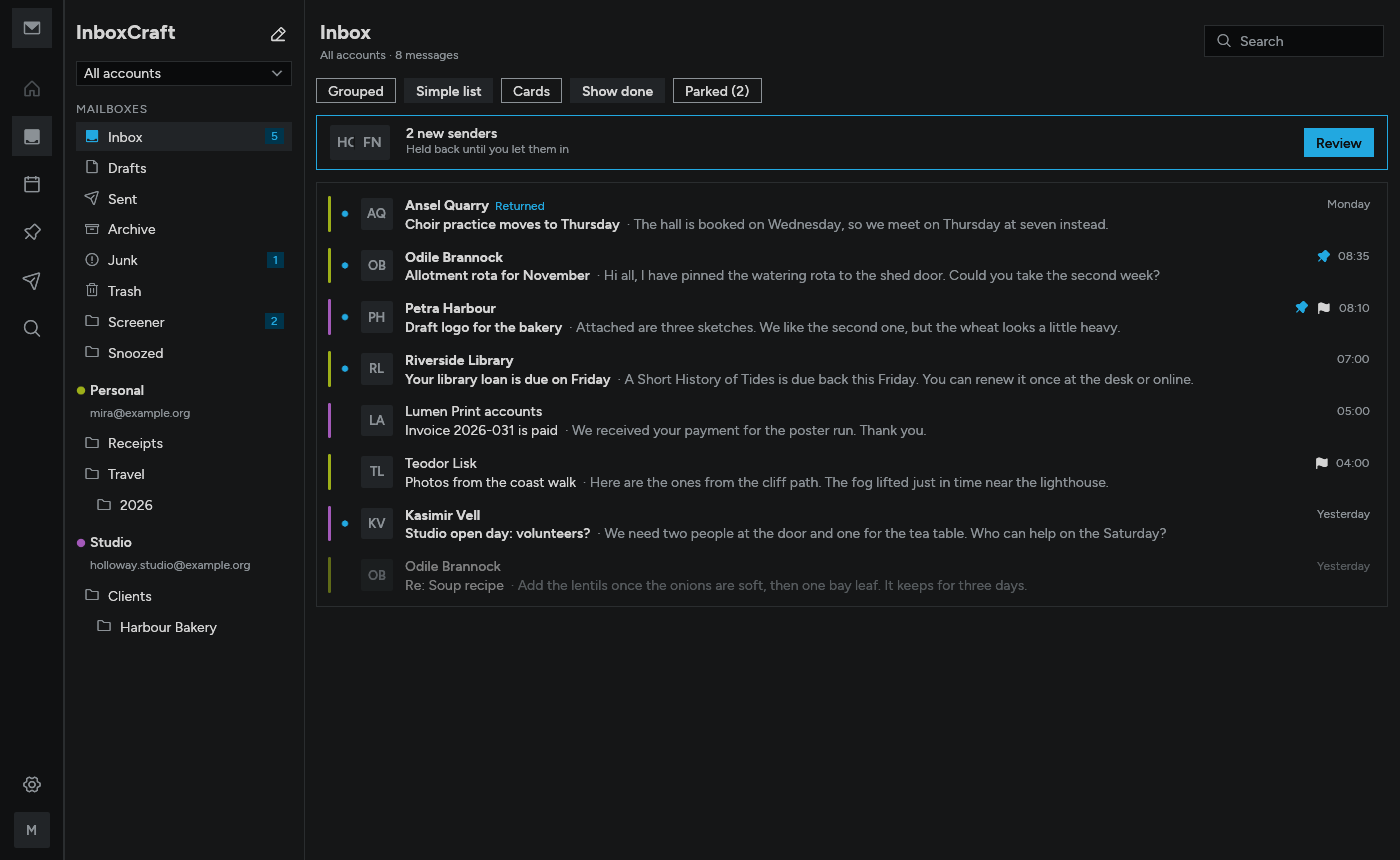 InboxCraft
All accounts
MAILBOXES
Inbox 5
Drafts
Sent
Archive
Junk 1
Trash
Screener 2
Snoozed
Personal
mira@example.org
Receipts
Travel
2026
Studio
holloway.studio@example.org
Clients
Harbour Bakery
M
Inbox
All accounts · 8 messages
Search
Grouped Simple list Cards Show done Parked (2)
FN
2 new senders
Held back until you let them in
Review
AQ
Ansel Quarry Returned Monday
Choir practice moves to Thursday · The hall is booked on Wednesday, so we meet on Thursday at seven instead.
OB
Odile Brannock 08:35
Allotment rota for November · Hi all, I have pinned the watering rota to the shed door. Could you take the second week?
PH
Petra Harbour 08:10
Draft logo for the bakery · Attached are three sketches. We like the second one, but the wheat looks a little heavy.
RL
Riverside Library 07:00
Your library loan is due on Friday · A Short History of Tides is due back this Friday. You can renew it once at the desk or online.
LA
Lumen Print accounts 05:00
Invoice 2026-031 is paid · We received your payment for the poster run. Thank you.
TL
Teodor Lisk 04:00
Photos from the coast walk · Here are the ones from the cliff path. The fog lifted just in time near the lighthouse.
KV
Kasimir Vell Yesterday
Studio open day: volunteers? · We need two people at the door and one for the tea table. Who can help on the Saturday?
OB
Odile Brannock Yesterday
Re: Soup recipe · Add the lentils once the onions are soft, then one bay leaf. It keeps for three days.